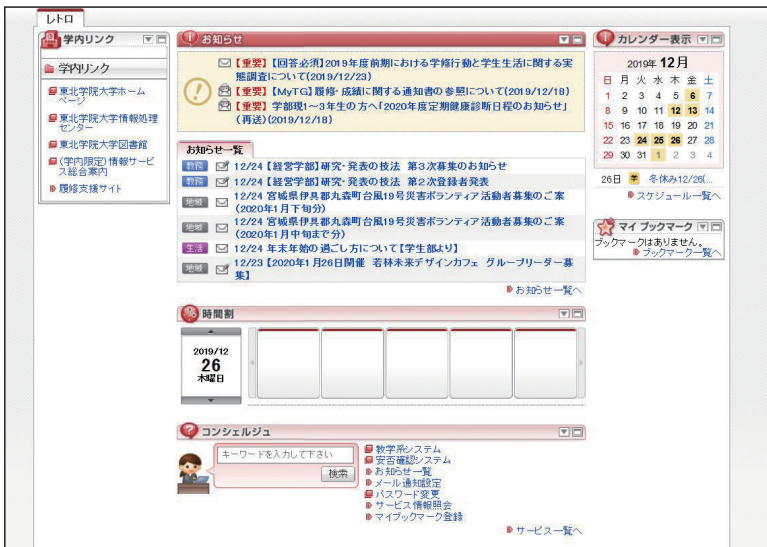 レトロ
学内リンク
学内リンク
東北学院大学ホーム
ページ
東北学院大学情報処理
センター
東北学院大学図書館
(学内限定)情報サービ
ス総合案内
履修支援サイト
お知らせ
【重要】【回答必須】2019年度前期における学修行動と学生生活に関する実
態調査について(2019/12/23)
【重要】【MyTG】履修・成績に関する通知書の参照について(2019/12/18)
【重要】学部現1~3年生の方へ「2020年度定期健康診断日程のお知らせ」
(再送)(2019/12/18)
お知らせ一覧
教務 12/24【経営学部】研究・発表の技法 第3次募集のお知らせ
教務 12/24【経営学部】研究・発表の技法 第2次登録者発表
地域 12/24 宮城県伊具郡丸森町台風19号災害ボランティア活動者募集のご案
(2020年1月下旬分)
地域 12/24 宮城県伊具郡丸森町台風19号災害ボランティア活動者募集のご案
(2020年1月中旬まで分)
生活 12/24 年末年始の過ごし方について【学生部より】
地域 12/23【2020年1月26日開催 若林未来デザインカフェ グループリーダー募
集】
お知らせ一覧へ
時間割
2019/12
26
木曜日
コンシェルジュ
キーワードを入力して下さい
検索
教学系システム
安否確認システム
お知らせ一覧
メール通知設定
パスワード変更
サービス情報照会
マイブックマーク登録
サービス一覧へ
カレンダー表示
2019年 12月
日 月 火 水 木 金 土
1 2 3 4 5 6 7
8 9 10 11 12 13 14
15 16 17 18 19 20 21
22 23 24 25 26 27 28
29 30 31 1 2 3 4
26日 学 冬休み12/26(...
スケジュール一覧へ
マイ ブックマーク
ブックマークはありません。
ブックマーク一覧へ